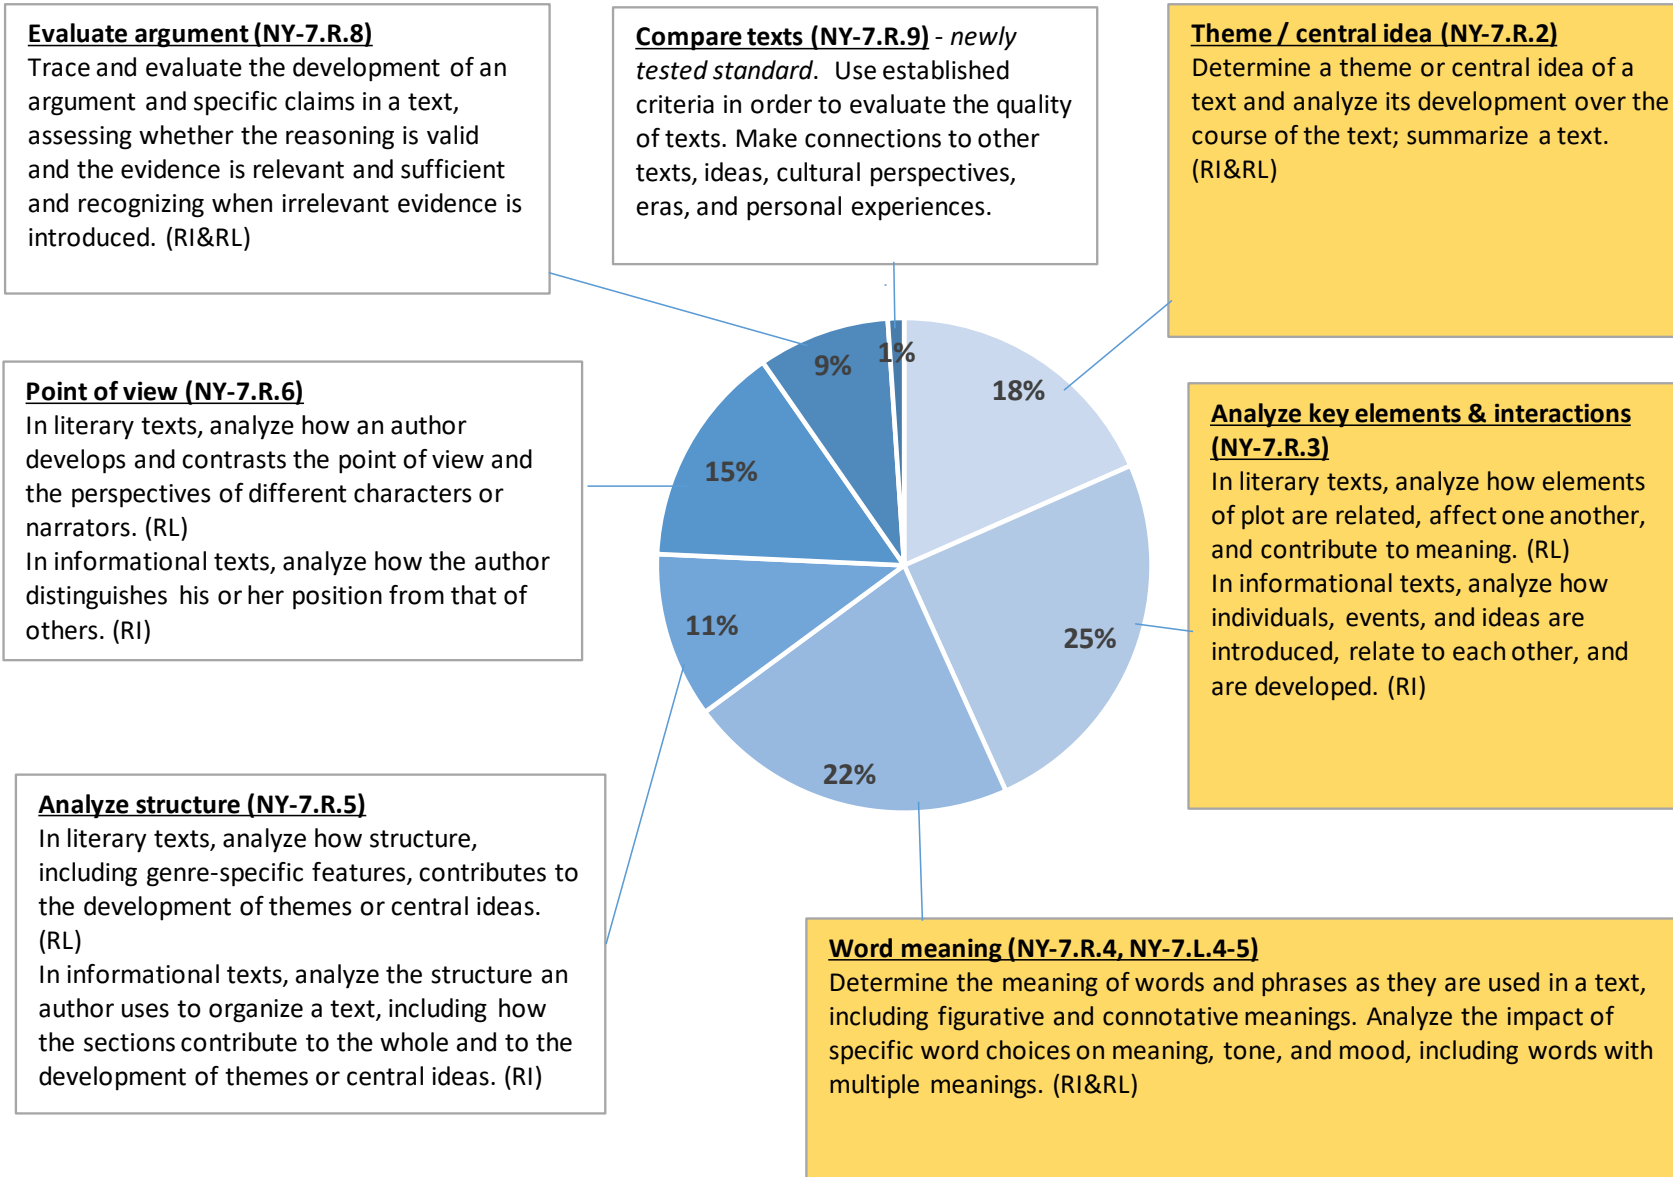 Evaluate argument (NY-7.R.8)
Trace and evaluate the development of an
argument and specific claims in a text,
assessing whether the reasoning is valid
and the evidence is relevant and sufficient
and recognizing when irrelevant evidence is
introduced. (RI&RL)
Compare texts (NY-7.R.9) - newly
tested standard. Use established
criteria in order to evaluate the quality
of texts. Make connections to other
texts, ideas, cultural perspectives,
eras, and personal experiences.
Theme / central idea (NY-7.R.2)
Determine a theme or central idea of a
text and analyze its development over the
course of the text; summarize a text.
(RI&RL)
Point of view (NY-7.R.6)
In literary texts, analyze how an author
develops and contrasts the point of view and
the perspectives of different characters or
narrators. (RL)
In informational texts, analyze how the author
distinguishes his or her position from that of
others. (RI)
9%
1%
18%
15%
25%
11%
22%
Analyze key elements & interactions
(NY-7.R.3)
In literary texts, analyze how elements
of plot are related, affect one another,
and contribute to meaning. (RL)
In informational texts, analyze how
individuals, events, and ideas are
introduced, relate to each other, and
are developed. (RI)
Analyze structure (NY-7.R.5)
In literary texts, analyze how structure,
including genre-specific features, contributes to
the development of themes or central ideas.
(RL)
In informational texts, analyze the structure an
author uses to organize a text, including how
the sections contribute to the whole and to the
development of themes or central ideas. (RI)
Word meaning (NY-7.R.4, NY-7.L.4-5)
Determine the meaning of words and phrases as they are used in a text,
including figurative and connotative meanings. Analyze the impact of
specific word choices on meaning, tone, and mood, including words with
multiple meanings. (RI&RL)